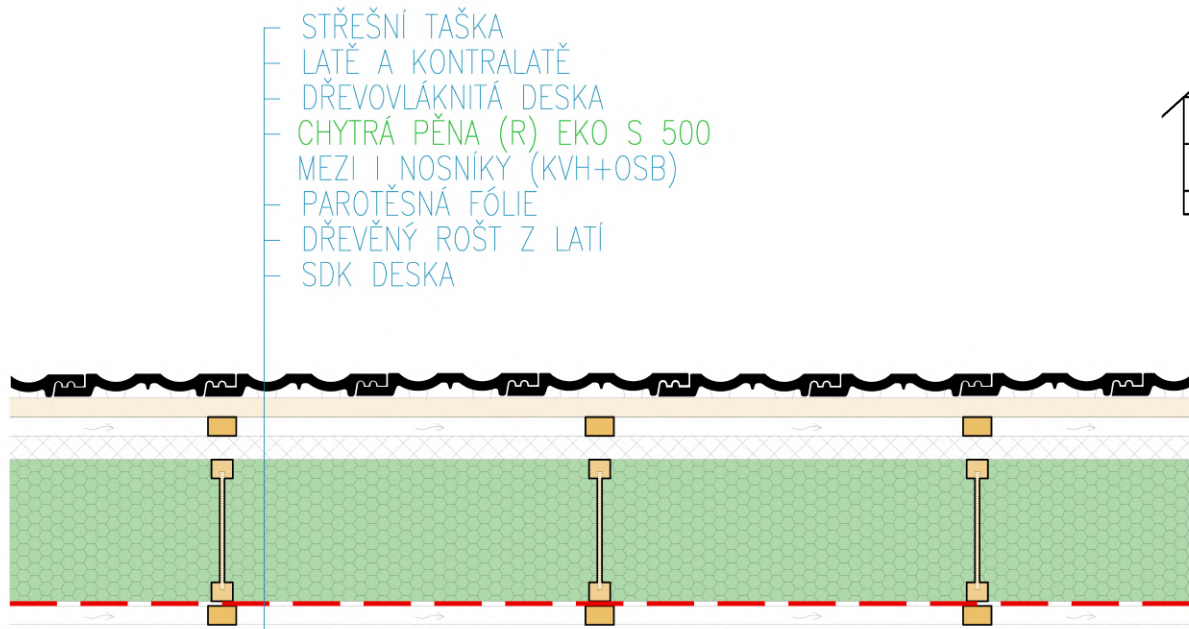 STŘEŠNÍ TAŠKA
LATĚ A KONTRALATĚ
DŘEVOVLÁKNITÁ DESKA
CHYTRÁ PĚNA (R) EKO S 500
MEZI I NOSNÍKY (KVH+OSB)
PAROTĚSNÁ FÓLIE
DŘEVĚNÝ ROŠT Z LATÍ
SDK DESKA